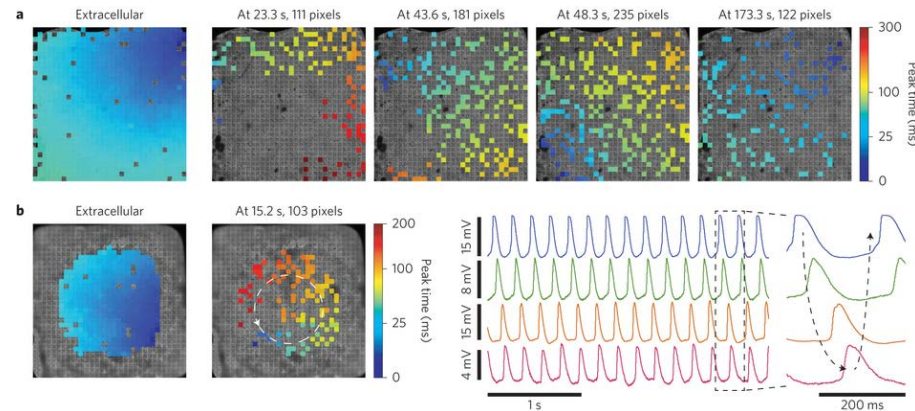 a
Extracellular
At 23.3 s, 111 pixels
At 43.6 s, 181 pixels
At 48.3 s, 235 pixels
At 173.3 s, 122 pixels
300
100
25
0
Peak time (ms)
b
Extracellular
At 15.2 s, 103 pixels
200
100
25
0
Peak time (ms)
15 mV
8 mV
15 mV
4 mV
1 s
200 ms